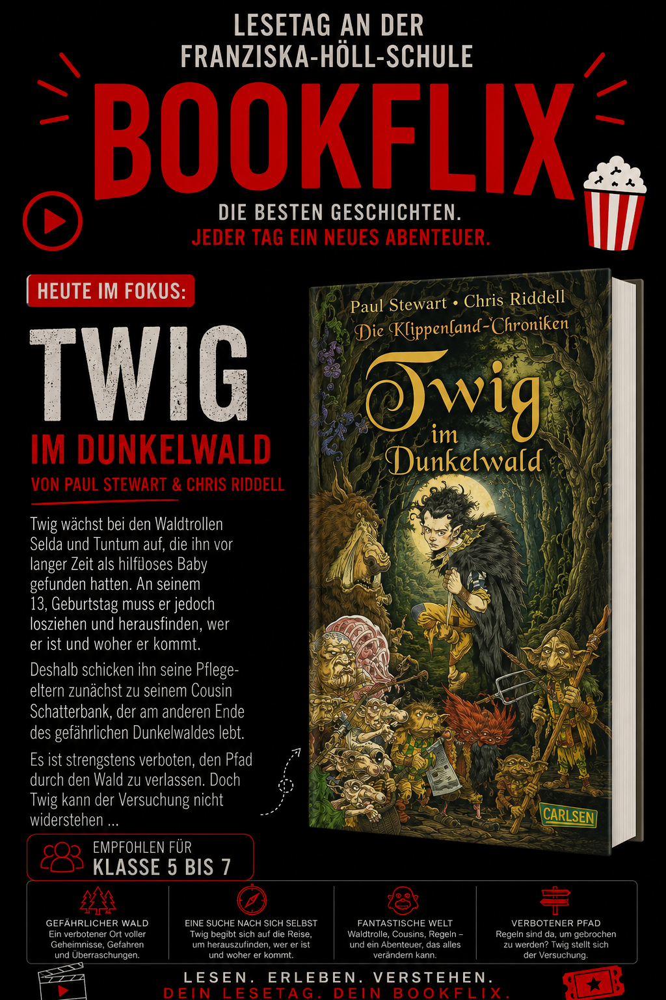 LESETAG AN DER
FRANZISKA-HÖLL-SCHULE
BOOKFLIX
DIE BESTEN GESCHICHTEN.
JEDER TAG EIN NEUES ABENTEUER.
HEUTE IM FOKUS:
TWIG
IM DUNKELWALD
VON PAUL STEWART & CHRIS RIDDELL
Twig wächst bei den Waldtrollen
Selda und Tuntum auf, die ihn vor
langer Zeit als hilfloses Baby
gefunden hatten. An seinem
13, Geburtstag muss er jedoch
losziehen und herausfinden, wer
er ist und woher er kommt.
Deshalb schicken ihn seine Pflege-
eltern zunächst zu seinem Cousin
Schatterbank, der am anderen Ende
des gefährlichen Dunkelwaldes lebt.
Es ist strengstens verboten, den Pfad
durch den Wald zu verlassen. Doch
Twig kann der Versuchung nicht
widerstehen ...
Paul Stewart • Chris Riddell
Die Klippenland-Chroniken
Twig
im
Dunkelwald
CARLSEN
EMPFOHLEN FÜR
KLASSE 5 BIS 7
GEFÄHRLICHER WALD
Ein verbotener Ort voller
Geheimnisse, Gefahren
und Überraschungen.
EINE SUCHE NACH SICH SELBST
Twig begibt sich auf die Reise,
um herauszufinden, wer er ist
und woher er kommt.
FANTASTISCHE WELT
Waldtrolle, Cousins, Regeln –
und ein Abenteuer, das alles
verändern kann.
VERBOTENER PFAD
Regeln sind da, um gebrochen
zu werden? Twig stellt sich
der Versuchung.
LESEN. ERLEBEN. VERSTEHEN.
DEIN LESETAG. DEIN BOOKFLIX.